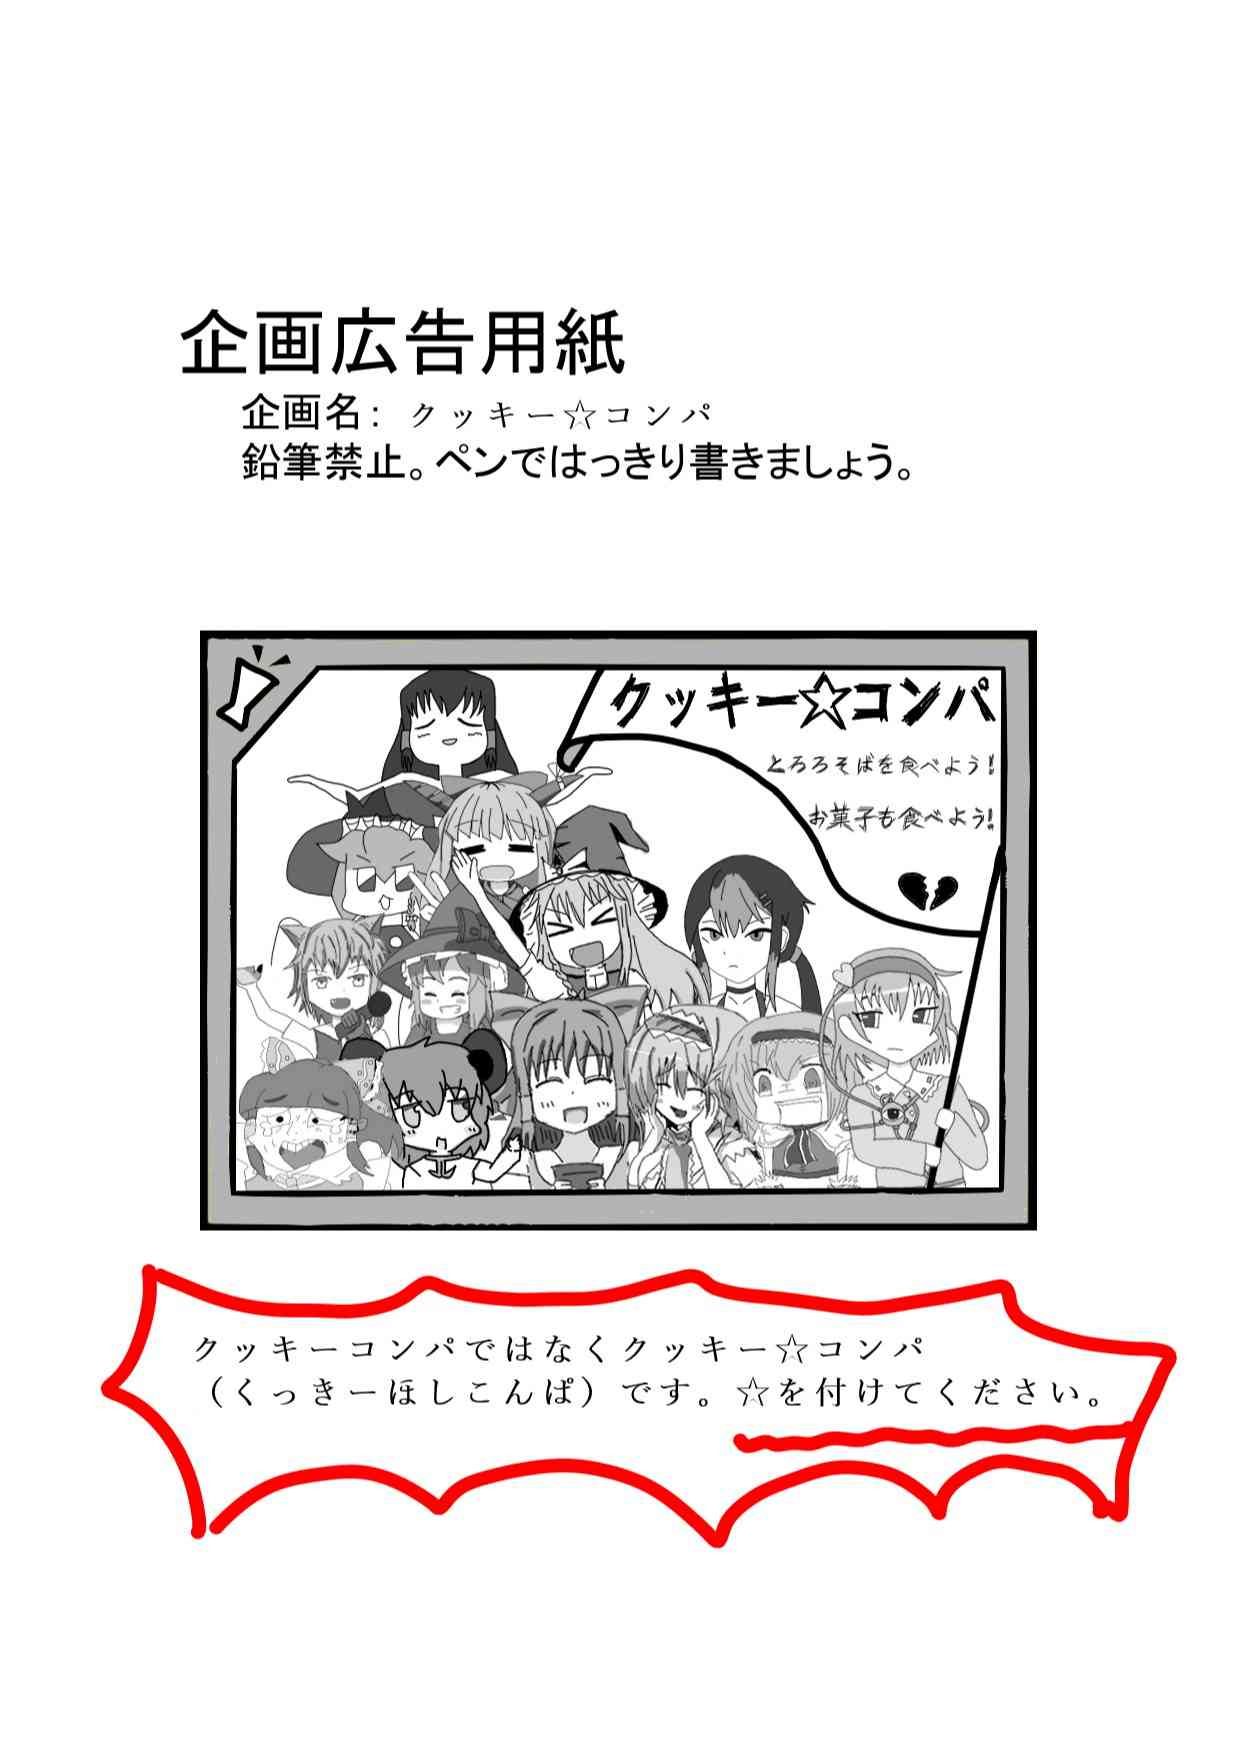 企画広告用紙
企画名： クッキー☆コンパ
鉛筆禁止。ペンではっきり書きましょう。
クッキー☆コンパ
とろろそばを食べよう!
お菓子も食べよう!
クッキーコンパではなくクッキー☆コンパ
（くっきーほしこんぱ）です。☆を付けてください。